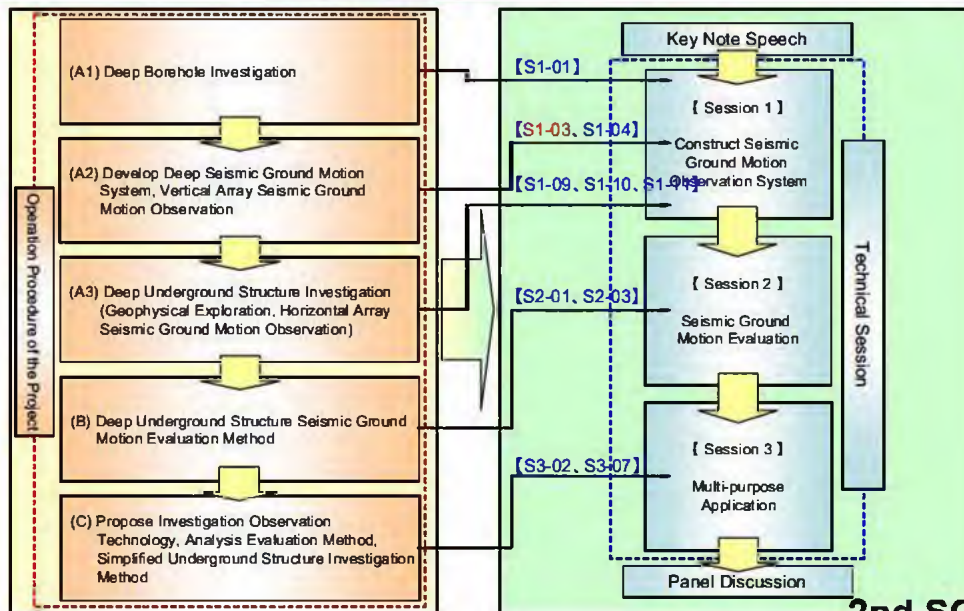 Operation Procedure of the Project
(A1) Deep Borehole Investigation
(A2) Develop Deep Seismic Ground Motion
System, Vertical Array Seismic Ground
Motion Observation
(A3) Deep Underground Structure Investigation
(Geophysical Exploration, Horizontal Array
Seismic Ground Motion Observation)
(B) Deep Underground Structure Seismic Ground
Motion Evaluation Method
(C) Propose Investigation Observation
Technology, Analysis Evaluation Method,
Simplified Underground Structure Investigation
Method
【S1-01】
【S1-03、S1-04】
【S1-09、S1-10、S1-11】
【S2-01、S2-03】
【S3-02、S3-07】
Key Note Speech
【 Session 1 】
Construct Seismic
Ground Motion
Observation System
【 Session 2 】
Seismic Ground
Motion Evaluation
【 Session 3 】
Multi-purpose
Application
Panel Discussion
Technical Session
2nd